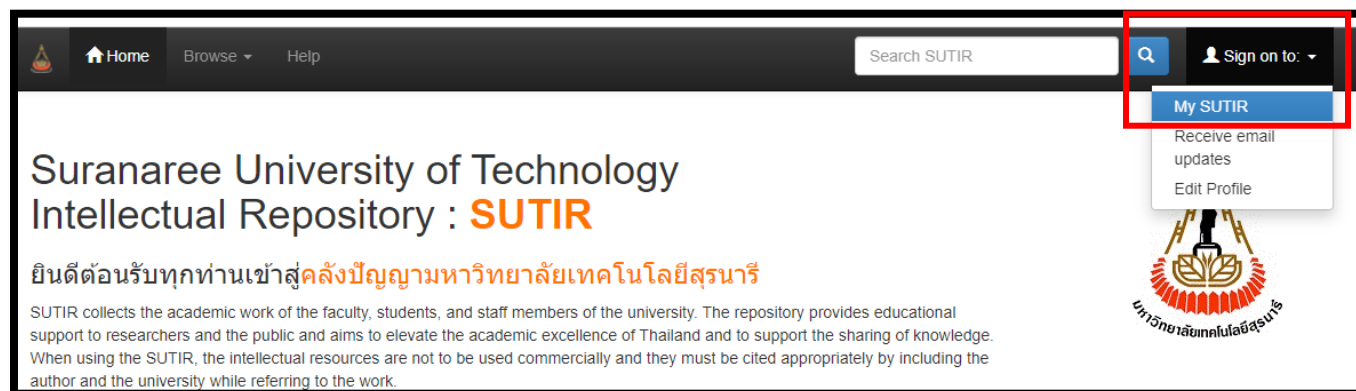 Home Browse Help Search SUTIR Sign on to:
My SUTIR
Receive email
updates
Edit Profile
Suranaree University of Technology
Intellectual Repository : SUTIR
ยินดีต้อนรับทุกท่านเข้าสู่คลังปัญญามหาวิทยาลัยเทคโนโลยีสุรนารี
SUTIR collects the academic work of the faculty, students, and staff members of the university. The repository provides educational
support to researchers and the public and aims to elevate the academic excellence of Thailand and to support the sharing of knowledge.
When using the SUTIR, the intellectual resources are not to be used commercially and they must be cited appropriately by including the
author and the university while referring to the work.
มหาวิทยาลัยเทคโนโลยีสุรนารี